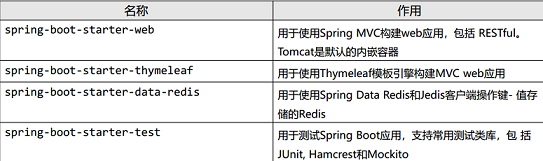 名称 作用
spring-boot-starter-web 用于使用Spring MVC构建web应用，包括 RESTful。
Tomcat是默认的内嵌容器
spring-boot-starter-thymeleaf 用于使用Thymeleaf模板引擎构建MVC web应用
spring-boot-starter-data-redis 用于使用Spring Data Redis和Jedis客户端操作键- 值存储的Redis
spring-boot-starter-test 用于测试Spring Boot应用，支持常用测试类库，包 括
JUnit, Hamcrest和Mockito